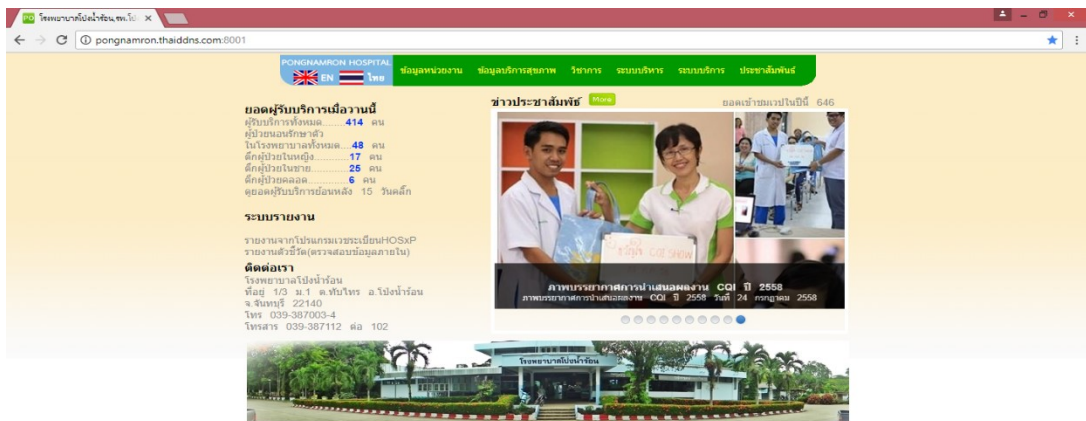 โรงพยาบาลโป่งน้ำร้อน,รพ.โป่
pongnamron.thaiddns.com:8001
PONGNAMRON HOSPITAL
EN ไทย
ข้อมูลหน่วยงาน ข้อมูลบริการสุขภาพ วิชาการ ระบบบริหาร ระบบบริการ ประชาสัมพันธ์
ยอดผู้รับบริการเมื่อวานนี้
ผู้รับบริการทั้งหมด.......414 คน
ผู้ป่วยนอนรักษาตัว
ในโรงพยาบาลทั้งหมด....48 คน
ตึกผู้ป่วยในหญิง............17 คน
ตึกผู้ป่วยในชาย............25 คน
ตึกผู้ป่วยคลอด..............6 คน
ดูยอดผู้รับบริการย้อนหลัง 15 วันคลิ๊ก
ระบบรายงาน
รายงานจากโปรแกรมเวชระเบียนHOSxP
รายงานตัวชี้วัด(ตรวจสอบข้อมูลภายใน)
ติดต่อเรา
โรงพยาบาลโป่งน้ำร้อน
ที่อยู่ 1/3 ม.1 ต.ทับไทร อ.โป่งน้ำร้อน
จ.จันทบุรี 22140
โทร 039-387003-4
โทรสาร 039-387112 ต่อ 102
ข่าวประชาสัมพัธ์ More
ยอดเข้าชมเวปในปีนี้ 646
CQI SHOW
ภาพบรรยากาศการนำเสนอผลงาน CQI ปี 2558
ภาพบรรยากาศการนำเสนอผลงาน CQI ปี 2558 วันที่ 24 กรกฎาคม 2558
โรงพยาบาลโป่งน้ำร้อน